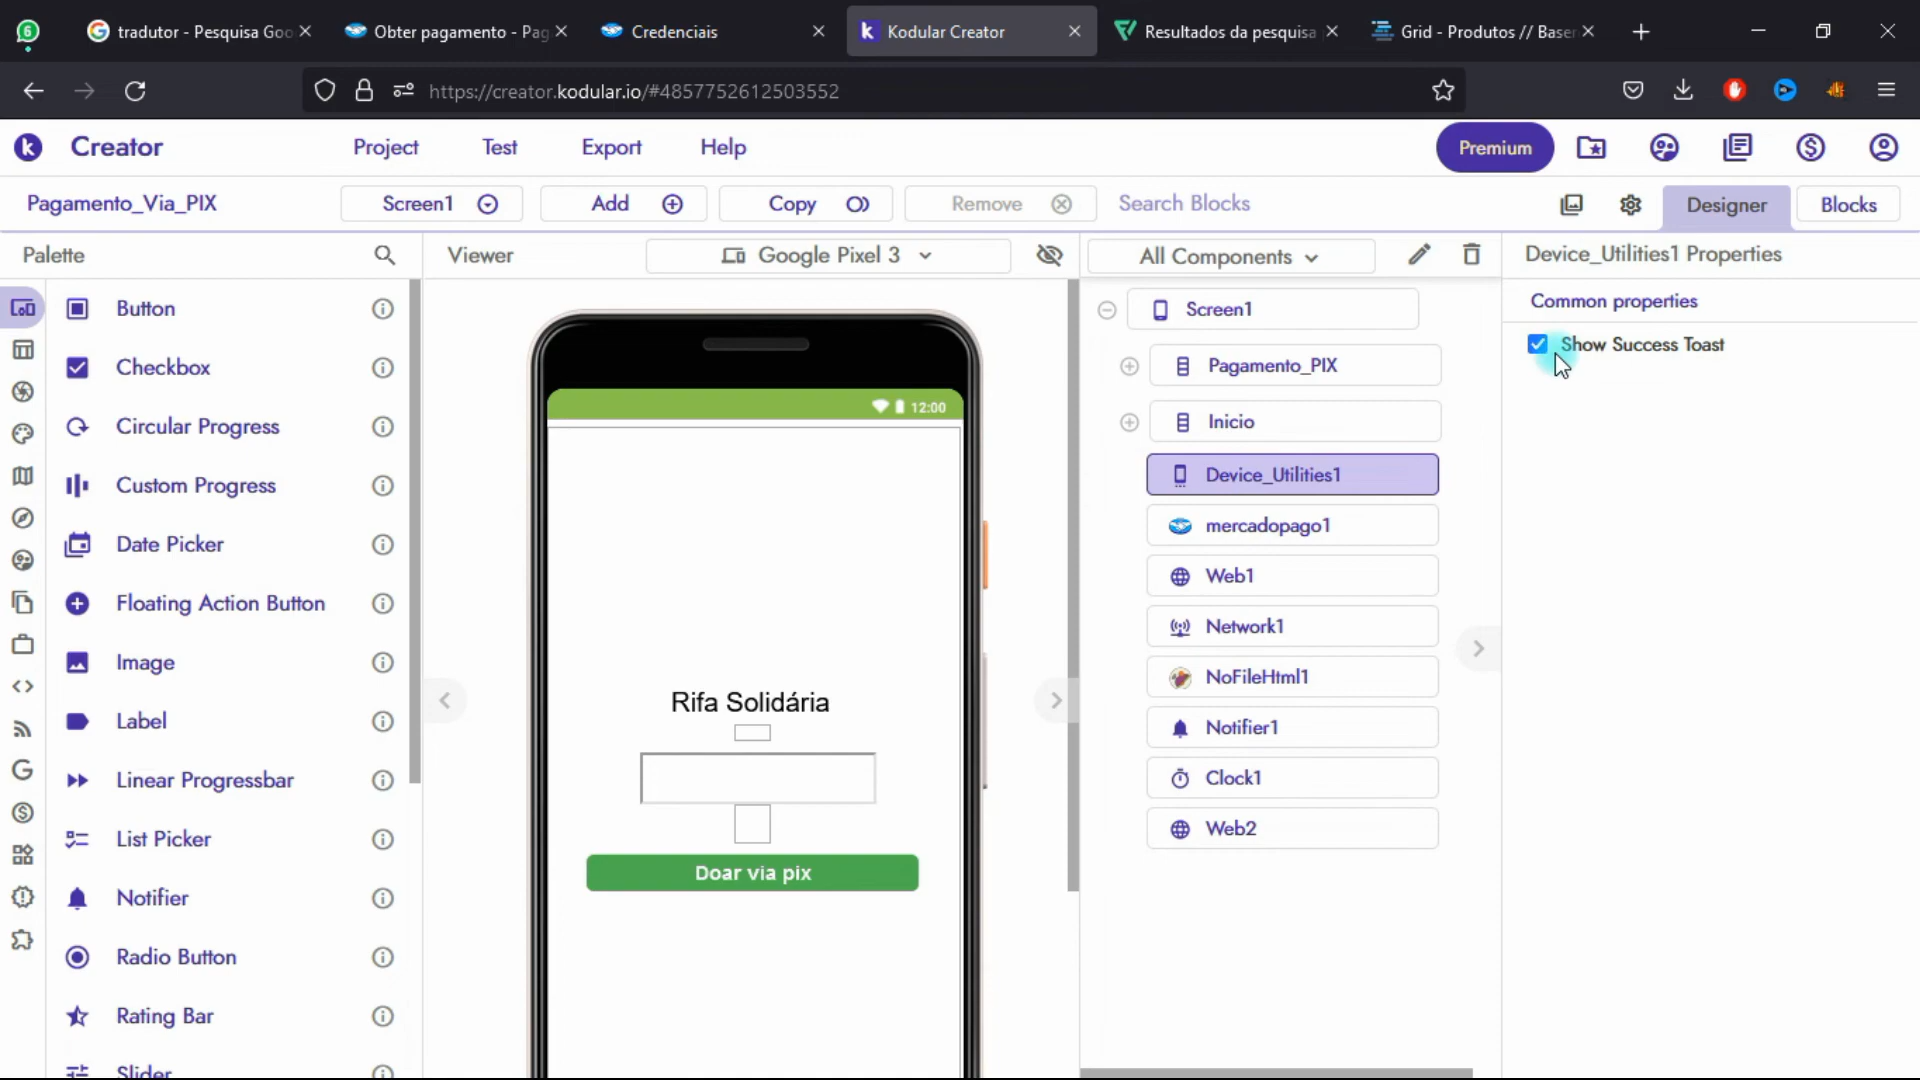 6
tradutor - Pesquisa Goo
Obter pagamento - Pag
Credenciais
Kodular Creator
Resultados da pesquisa
Grid - Produtos // Baser
https://creator.kodular.io/#4857752612503552
Creator
Project
Test
Export
Help
Premium
Pagamento_Via_PIX
Screen1
Add
Copy
Remove
Search Blocks
Designer
Blocks
Palette
Viewer
Google Pixel 3
All Components
Device_Utilities1 Properties
Button
Checkbox
Circular Progress
Custom Progress
Date Picker
Floating Action Button
Image
Label
Linear Progressbar
List Picker
Notifier
Radio Button
Rating Bar
Slider
12:00
Rifa Solidária
Doar via pix
Screen1
Pagamento_PIX
Inicio
Device_Utilities1
mercadopago1
Web1
Network1
NoFileHtml1
Notifier1
Clock1
Web2
Common properties
Show Success Toast